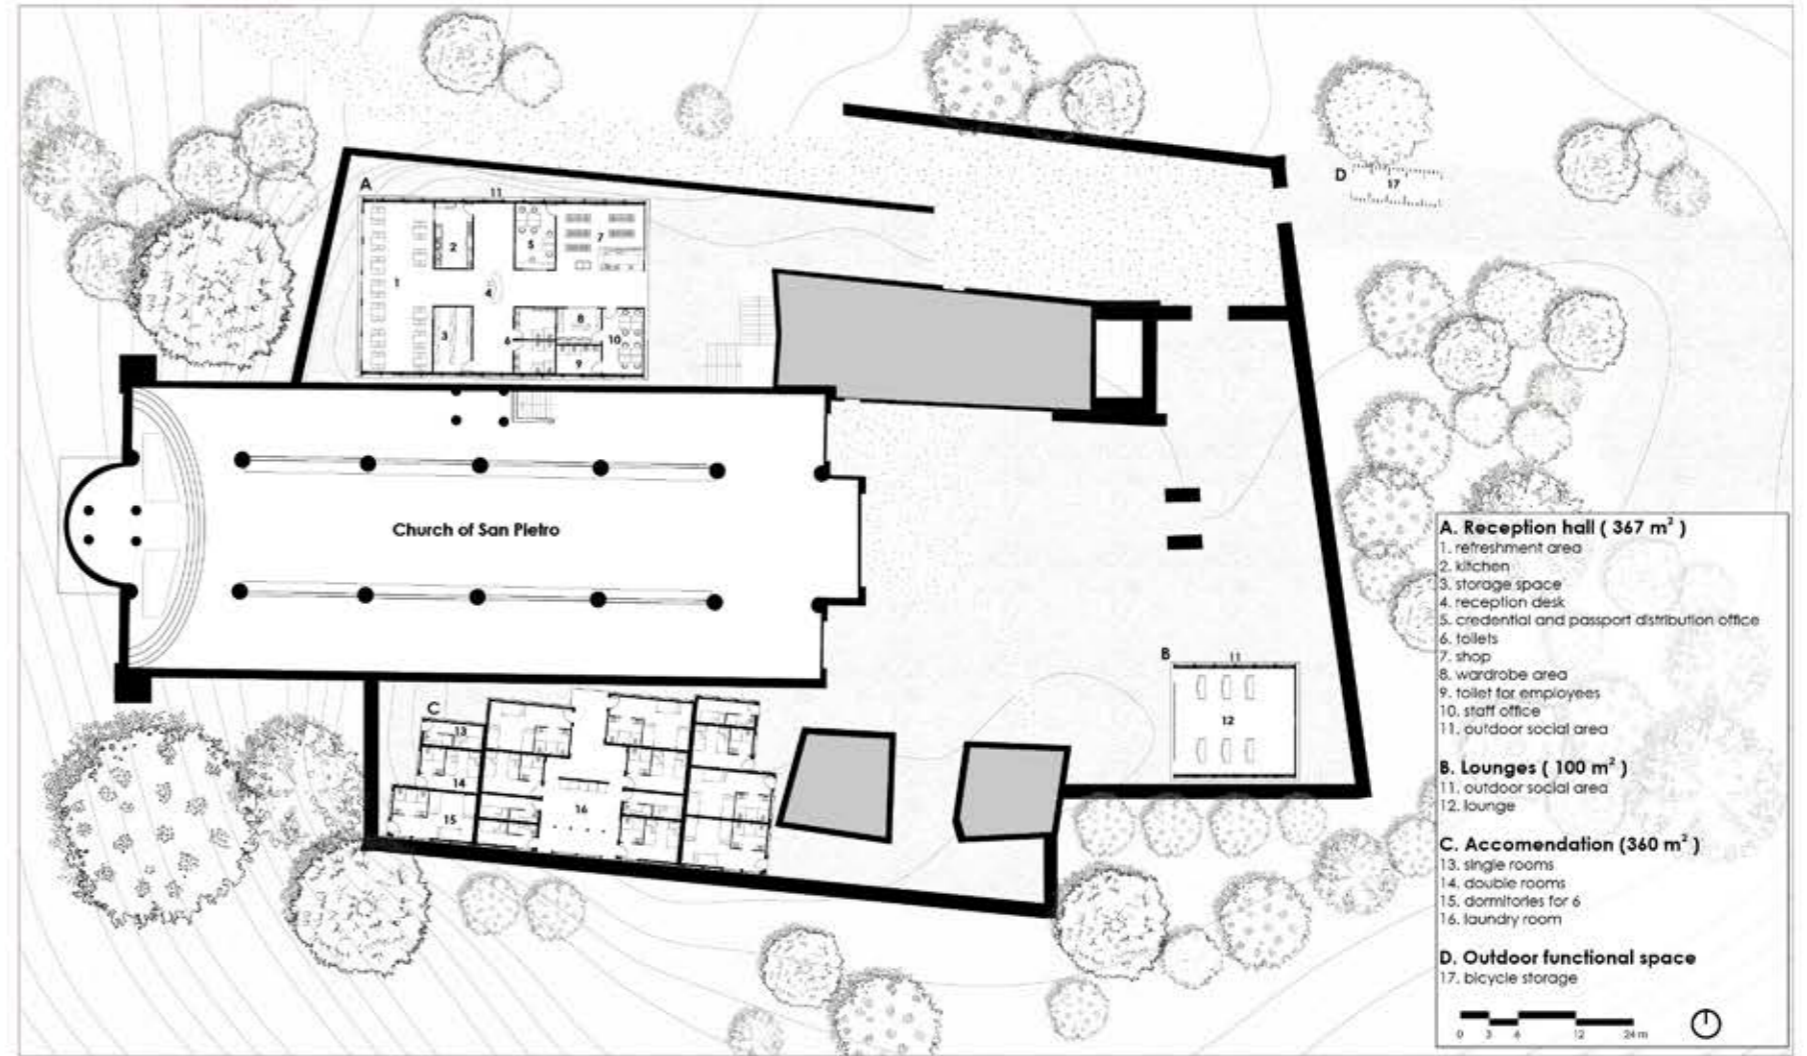 A
11
D
17
2
5
7
1
4
3
6
8
10
9
Church of San Pietro
B
11
12
C
13
14
15
16
A. Reception hall ( 367 m² )
1. refreshment area
2. kitchen
3. storage space
4. reception desk
5. credential and passport distribution office
6. toilets
7. shop
8. wardrobe area
9. toilet for employees
10. staff office
11. outdoor social area
B. Lounges ( 100 m² )
11. outdoor social area
12. lounge
C. Accomendation (360 m² )
13. single rooms
14. double rooms
15. dormitories for 6
16. laundry room
D. Outdoor functional space
17. bicycle storage
0 3 6 12 24 m